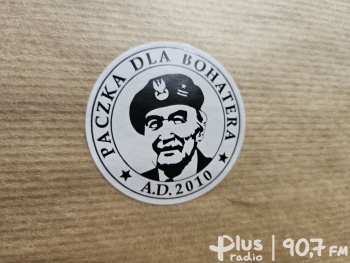 PACZKA DLA BOHATERA
A.D. 2010
Plus radio 90,7 FM